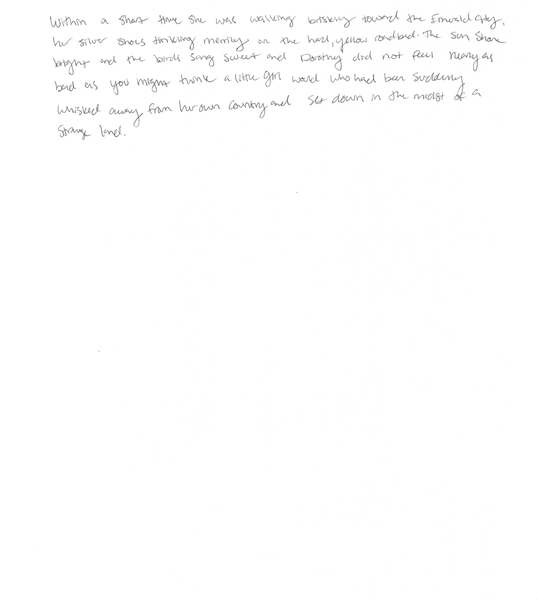 Within a short time she was walking briskly toward the Emerald City,
her silver shoes tinkling merrily on the hard, yellow roadbed. The sun shone
bright and the birds sang sweet and Dorothy did not feel nearly as
bad as you might think a little girl would who had been suddenly
whisked away from her own country and set down in the midst of a
strange land.